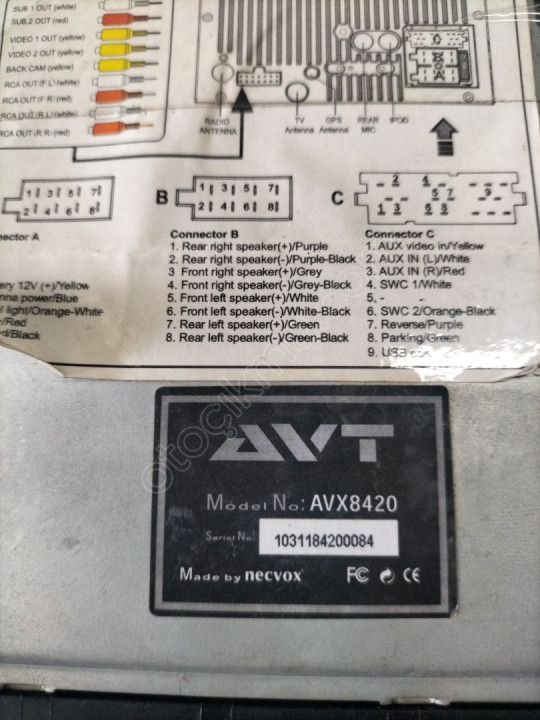 SUB 1 OUT (white)
SUB.2 OUT (red)
VIDEO 1 OUT (yellow)
VIDEO 2 OUT (yellow)
BACK CAM (yellow)
RCA OUT (F L)(white)
RCA OUT (F R)(red)
RCA OUT(R L)(white)
RCA OUT(R R)(red)
RADIO ANTENNA
TV Antenna
GPS Antenna
REAR MIC
IPOD
1 3 5 7
2 4 6 8
B
1 3 5 7
2 4 6 8
C
2 4 7 9
5 7 9
1 3 6 8
nector A
ery 12V (+)/Yellow
nna power/Blue
l light/Orange-White
/Red
d/Black
Connector B
1. Rear right speaker(+)/Purple
2. Rear right speaker(-)/Purple-Black
3 Front right speaker(+)/Grey
4. Front right speaker(-)/Grey-Black
5. Front left speaker(+)/White
6. Front left speaker(-)/White-Black
7. Rear left speaker(+)/Green
8. Rear left speaker(-)/Green-Black
Connector C
1. AUX video in/Yellow
2. AUX IN (L)/White
3. AUX IN (R)/Red
4. SWC 1/White
5, -
6. SWC 2/Orange-Black
7. Reverse/Purple
8. Parking/Green
9. USB
AVT
Model No: AVX8420
Serial No: 1031184200084
Made by necvox FC CE
otoçıkm